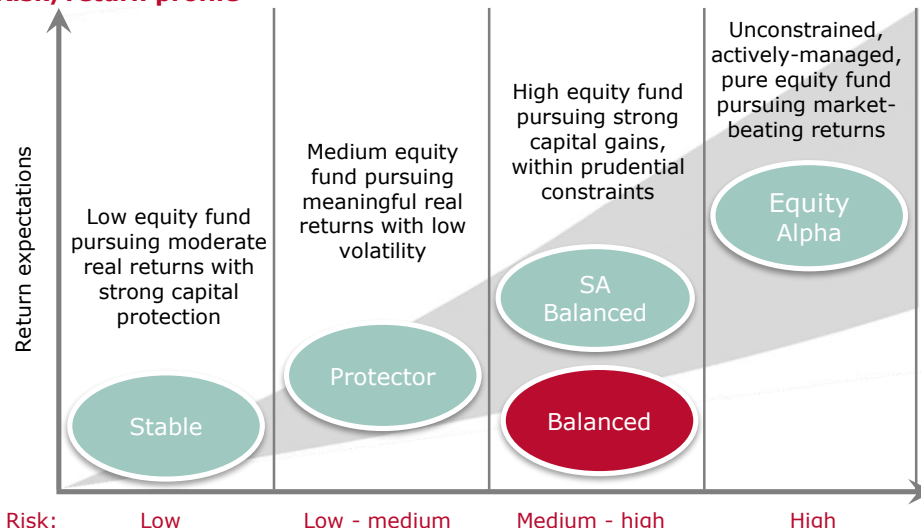 Risk/return profile
Return expectations
Low equity fund
pursuing moderate
real returns with
strong capital
protection
Stable
Medium equity
fund pursuing
meaningful real
returns with low
volatility
Protector
High equity fund
pursuing strong
capital gains,
within prudential
constraints
SA
Balanced
Balanced
Unconstrained,
actively-managed,
pure equity fund
pursuing market-
beating returns
Equity
Alpha
Risk: Low Low - medium Medium - high High